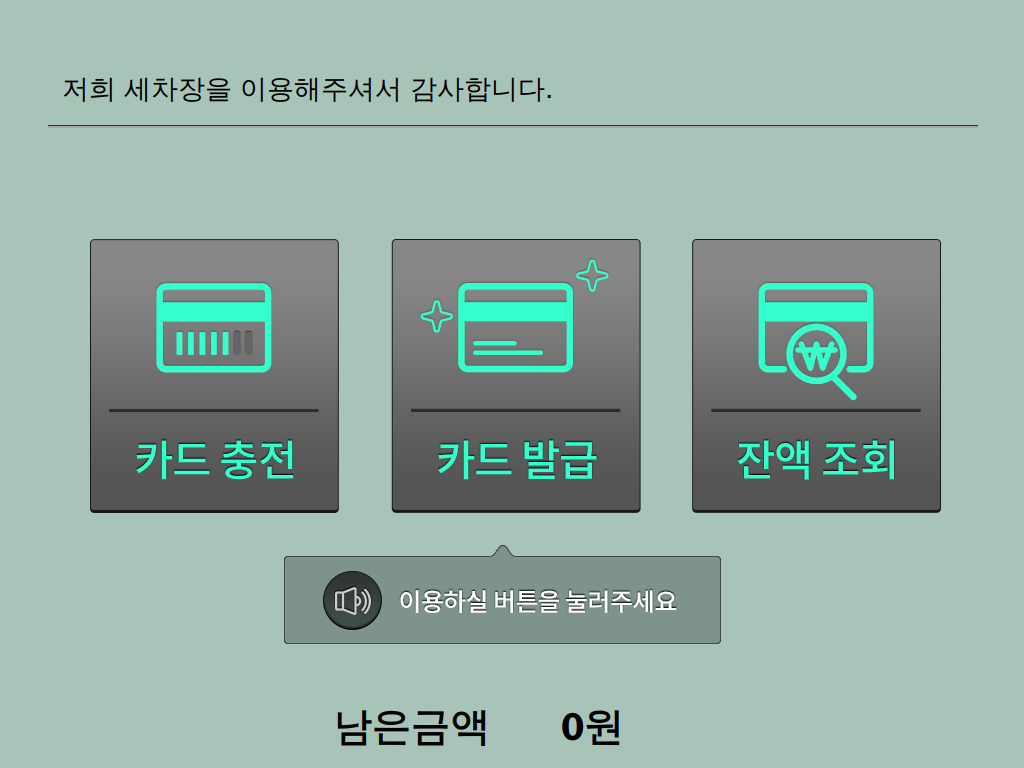 저희 세차장을 이용해주셔서 감사합니다.
카드 충전
카드 발급
잔액 조회
이용하실 버튼을 눌러주세요
남은금액 0원